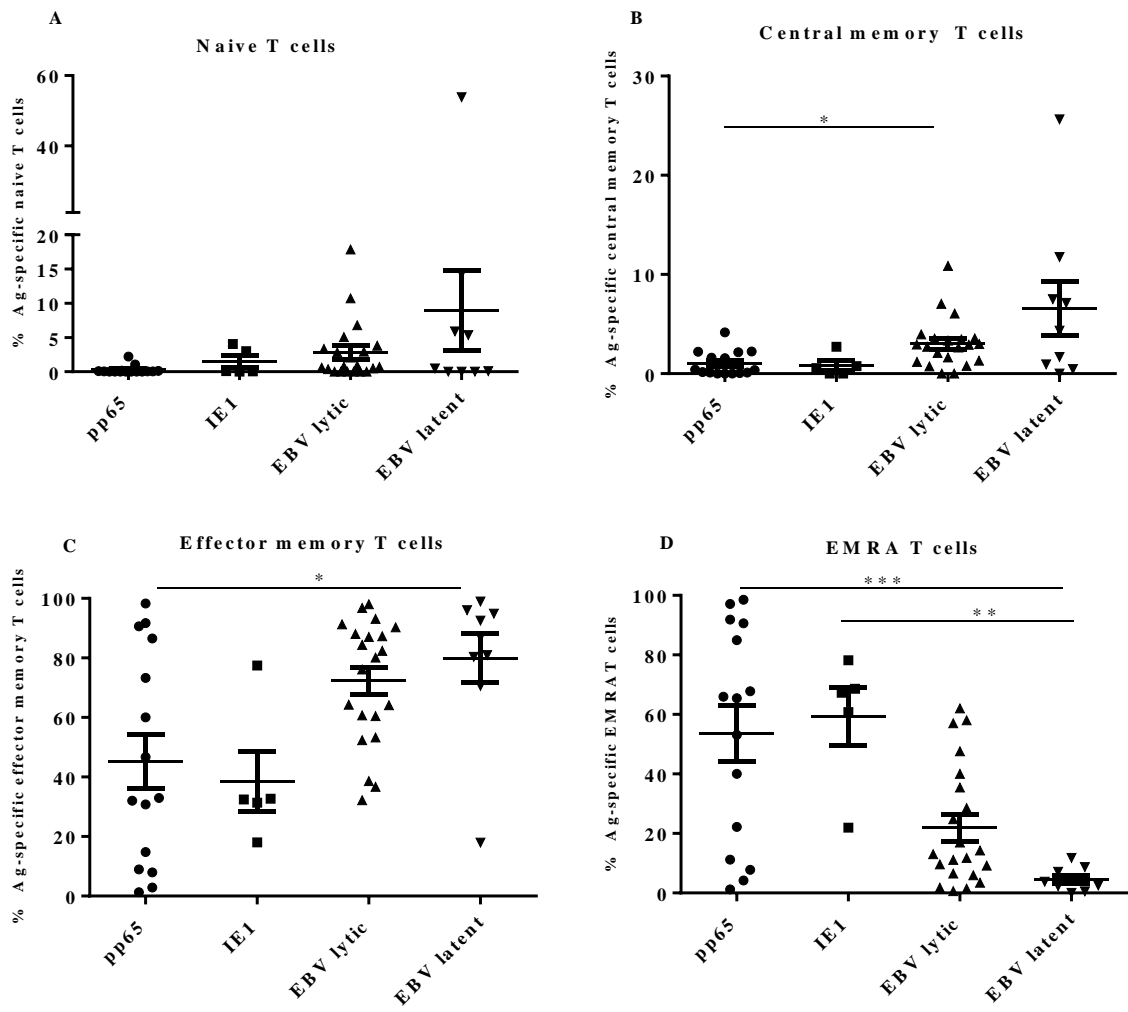 A
Naive T cells
% Ag-specific naive T cells
60
40
20
15
10
5
0
pp65
IE1
EBV lytic
EBV latent
B
Central memory T cells
% Ag-specific central memory T cells
30
20
10
0
*
pp65
IE1
EBV lytic
EBV latent
C
Effector memory T cells
% Ag-specific effector memory T cells
100
80
60
40
20
0
*
pp65
IE1
EBV lytic
EBV latent
D
EMRA T cells
% Ag-specific EMRAT cells
100
80
60
40
20
0
***
**
pp65
IE1
EBV lytic
EBV latent